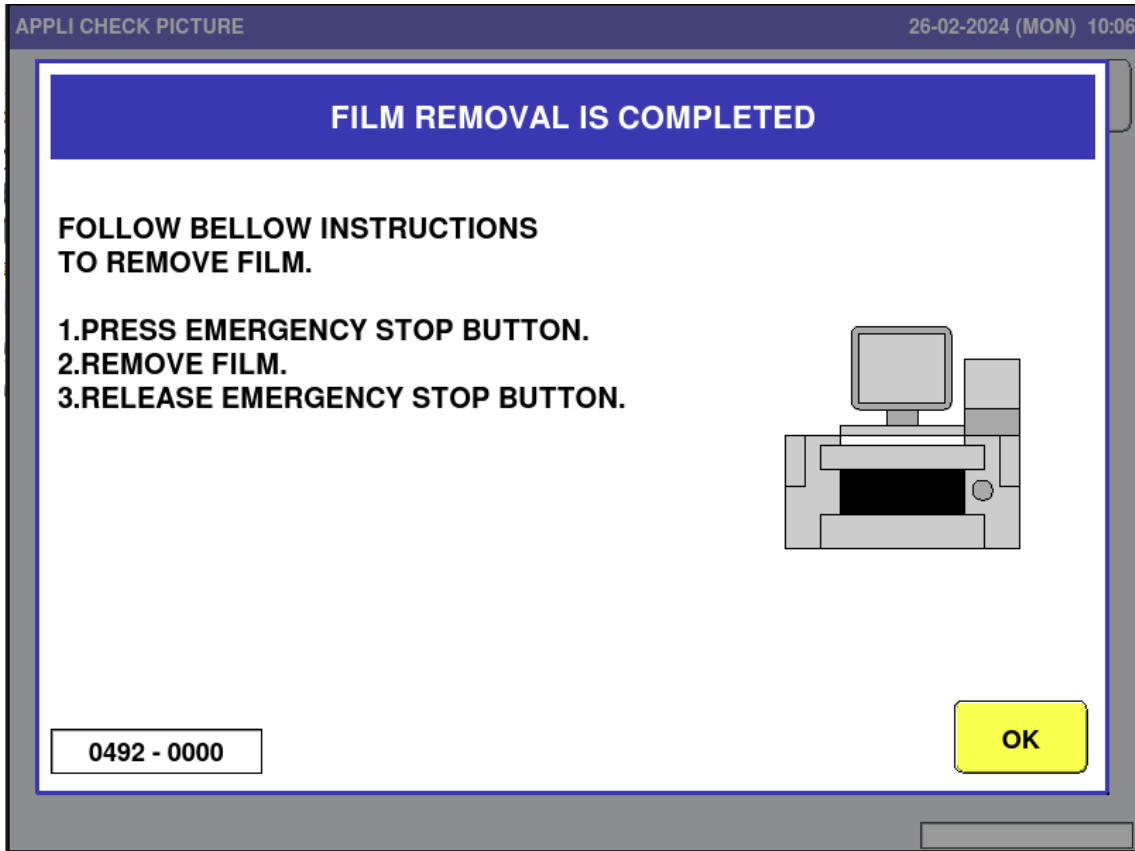 APPLI CHECK PICTURE 26-02-2024 (MON) 10:06
FILM REMOVAL IS COMPLETED
FOLLOW BELLOW INSTRUCTIONS
TO REMOVE FILM.
1.PRESS EMERGENCY STOP BUTTON.
2.REMOVE FILM.
3.RELEASE EMERGENCY STOP BUTTON.
0492 - 0000
OK